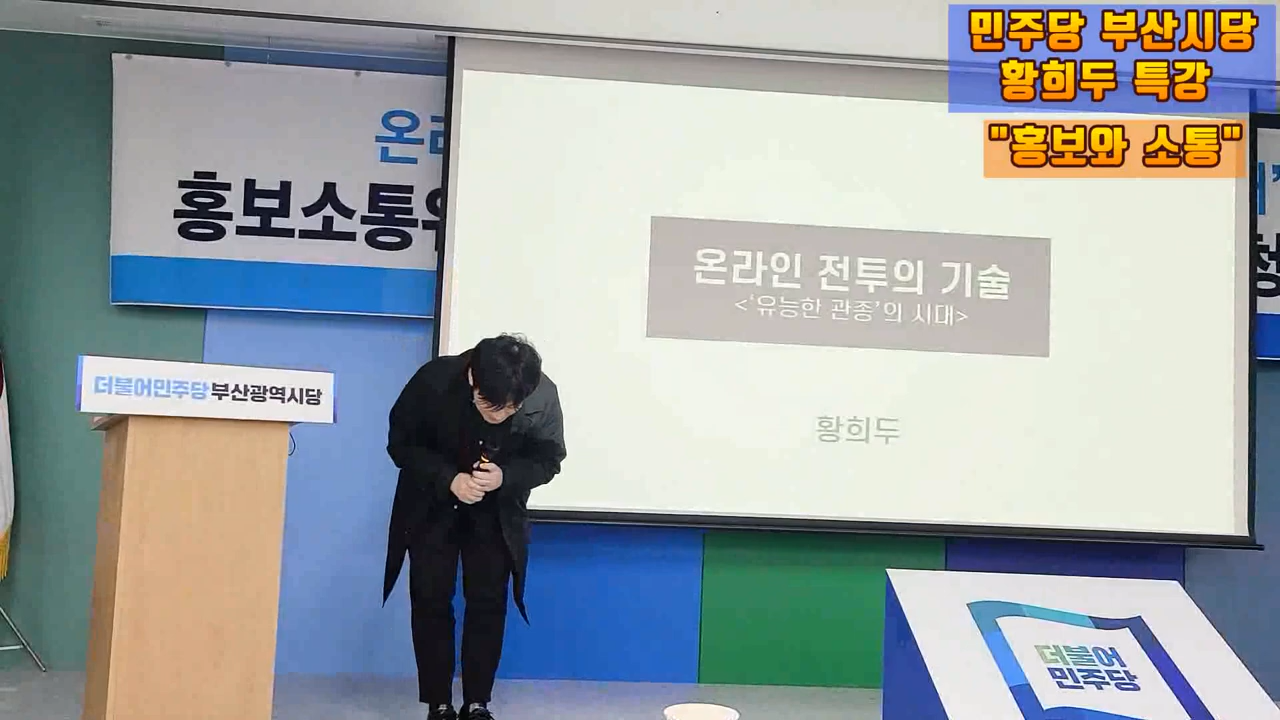 민주당 부산시당
황희두 특강
"홍보와 소통"
온라
홍보소통위
온라인 전투의 기술
<'유능한 관종'의 시대>
황희두
더불어민주당 부산광역시당
더불어
민주당